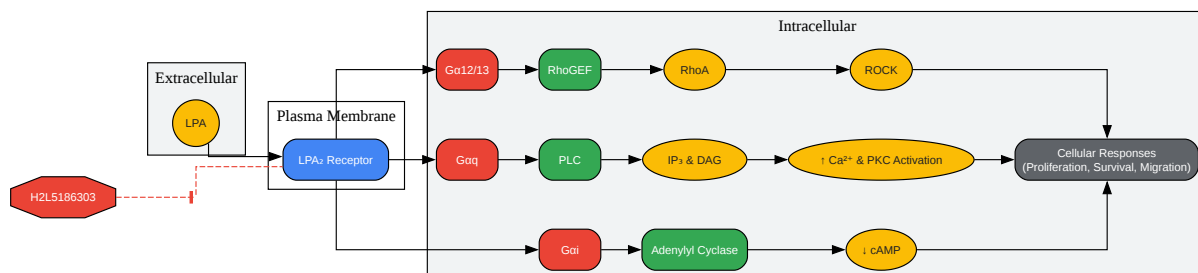 Intracellular
Extracellular
LPA
Plasma Membrane
LPA₂ Receptor
H2L5186303
Gα12/13
RhoGEF
RhoA
ROCK
Gαq
PLC
IP₃ & DAG
↑ Ca²⁺ & PKC Activation
Cellular Responses
(Proliferation, Survival, Migration)
Gαi
Adenylyl Cyclase
↓ cAMP